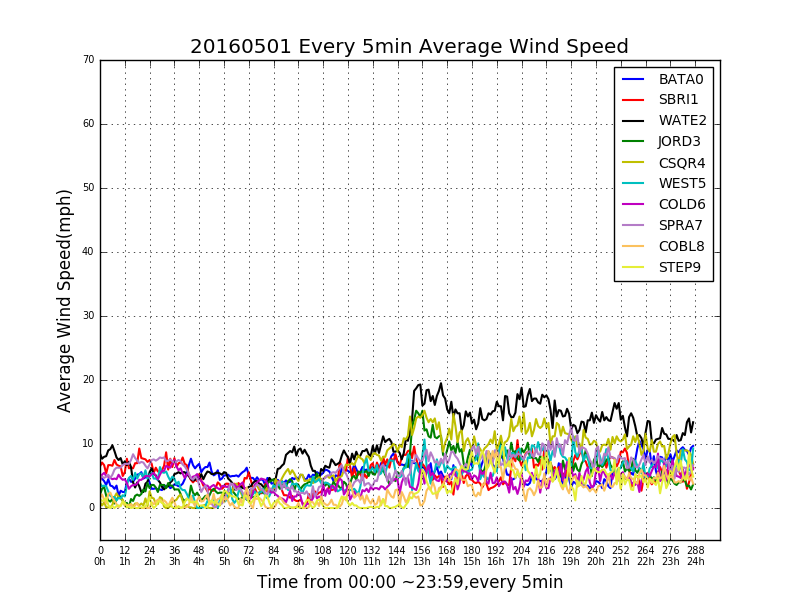 20160501 Every 5min Average Wind Speed
70
60
50
40
30
20
10
0
Average Wind Speed(mph)
BATA0
SBRI1
WATE2
JORD3
CSQR4
WEST5
COLD6
SPRA7
COBL8
STEP9
0 12 24 36 48 60 72 84 96 108 120 132 144 156 168 180 192 204 216 228 240 252 264 276 288
0h 1h 2h 3h 4h 5h 6h 7h 8h 9h 10h 11h 12h 13h 14h 15h 16h 17h 18h 19h 20h 21h 22h 23h 24h
Time from 00:00 ~23:59,every 5min